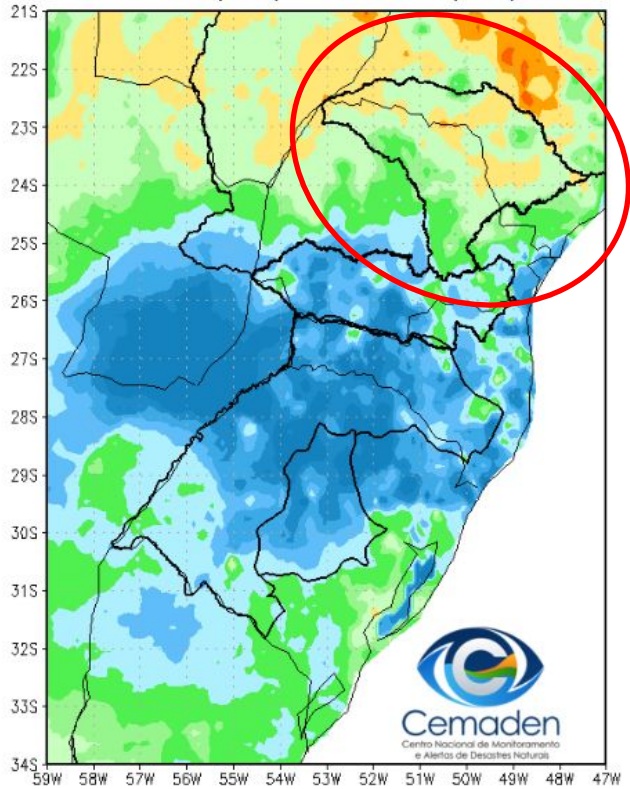 21S
22S
23S
24S
25S
26S
27S
28S
29S
30S
31S
32S
33S
34S
59W 58W 57W 56W 55W 54W 53W 52W 51W 50W 49W 48W 47W
Cemaden
Centro Nacional de Monitoramento
e Alertas de Desastres Naturais